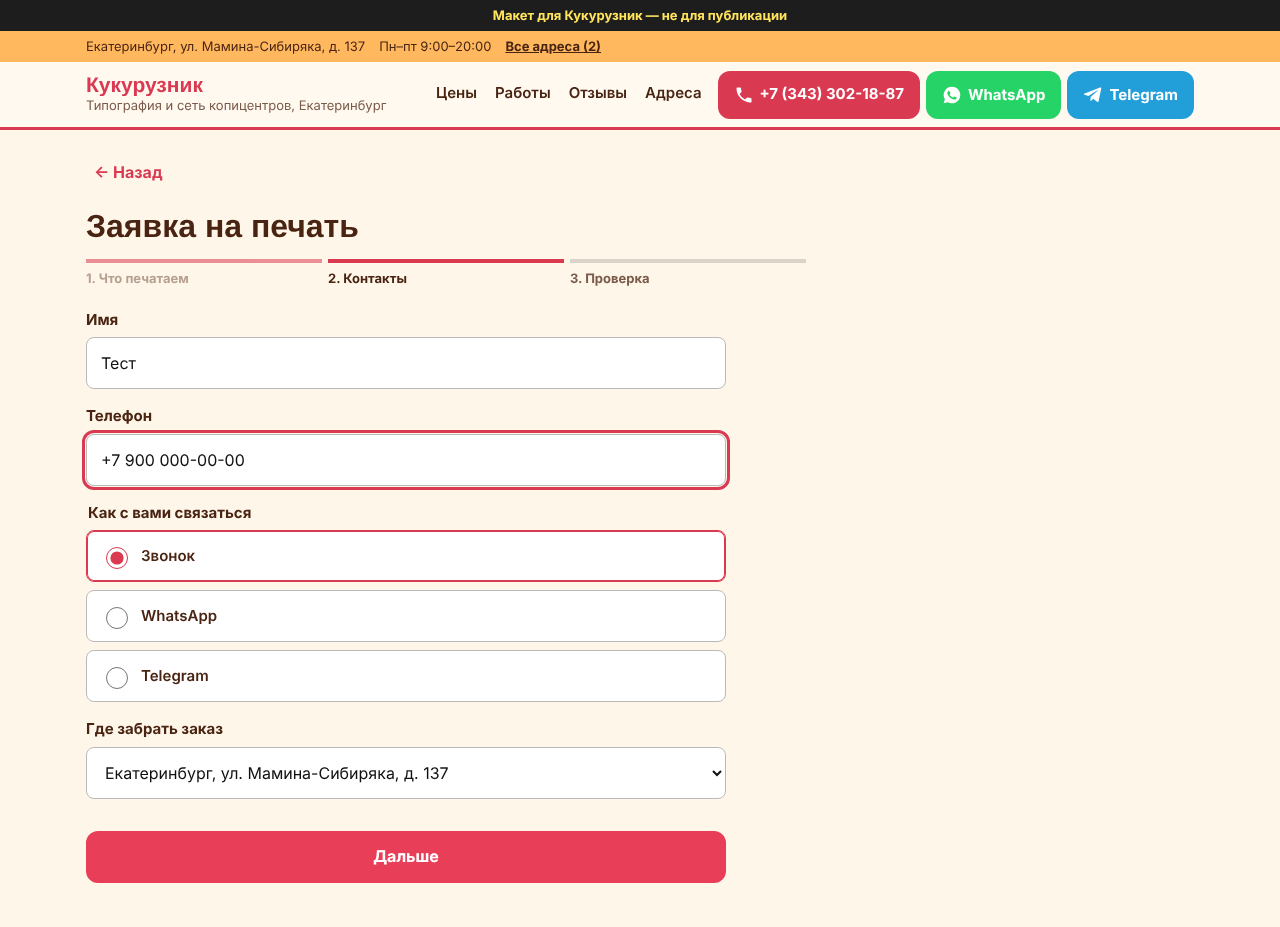 Макет для Кукурузник — не для публикации
Екатеринбург, ул. Мамина-Сибиряка, д. 137 Пн–пт 9:00–20:00 Все адреса (2)
Кукурузник
Типография и сеть копицентров, Екатеринбург
Цены Работы Отзывы Адреса +7 (343) 302-18-87 WhatsApp Telegram
← Назад
Заявка на печать
1. Что печатаем 2. Контакты 3. Проверка
Имя
Тест
Телефон
+7 900 000-00-00
Как с вами связаться
Звонок
WhatsApp
Telegram
Где забрать заказ
Екатеринбург, ул. Мамина-Сибиряка, д. 137
Дальше